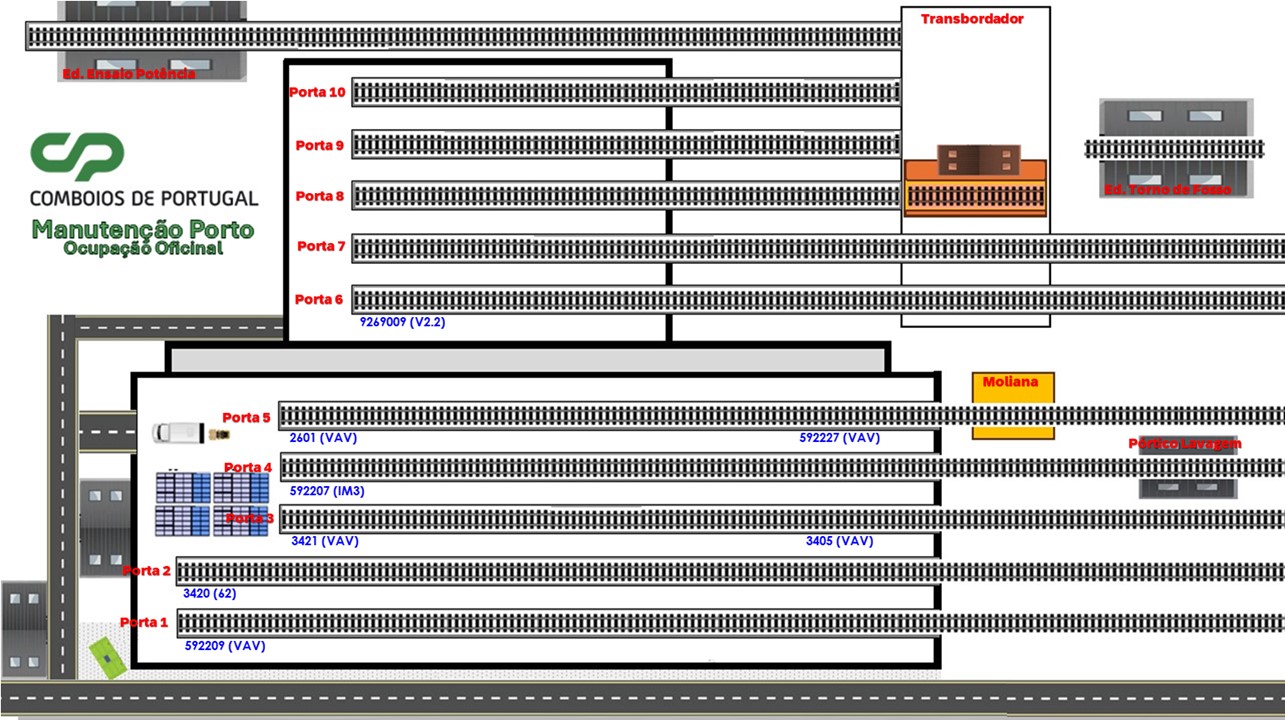 Transbordador
Ed. Ensaio Potência
Porta 10
Porta 9
COMBOIOS DE PORTUGAL
Manutenção Porto
Ocupação Oficinal
Porta 8
Ed. Torno de Fosso
Porta 7
Porta 6
9269009 (V2.2)
Moliana
Porta 5
2601 (VAV)
592227 (VAV)
Pórtico Lavagem
Porta 4
592207 (IM3)
Porta 3
3421 (VAV)
3405 (VAV)
Porta 2
3420 (62)
Porta 1
592209 (VAV)